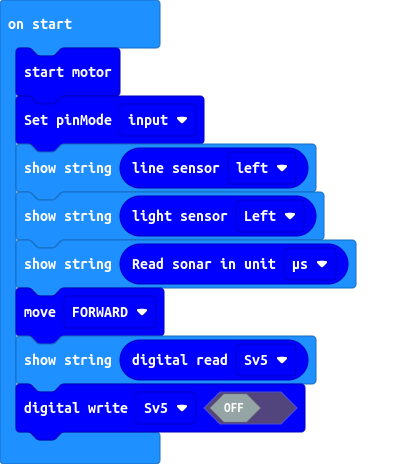 on start
start motor
Set pinMode input
show string line sensor left
show string light sensor Left
show string Read sonar in unit µs
move FORWARD
show string digital read Sv5
digital write Sv5 OFF